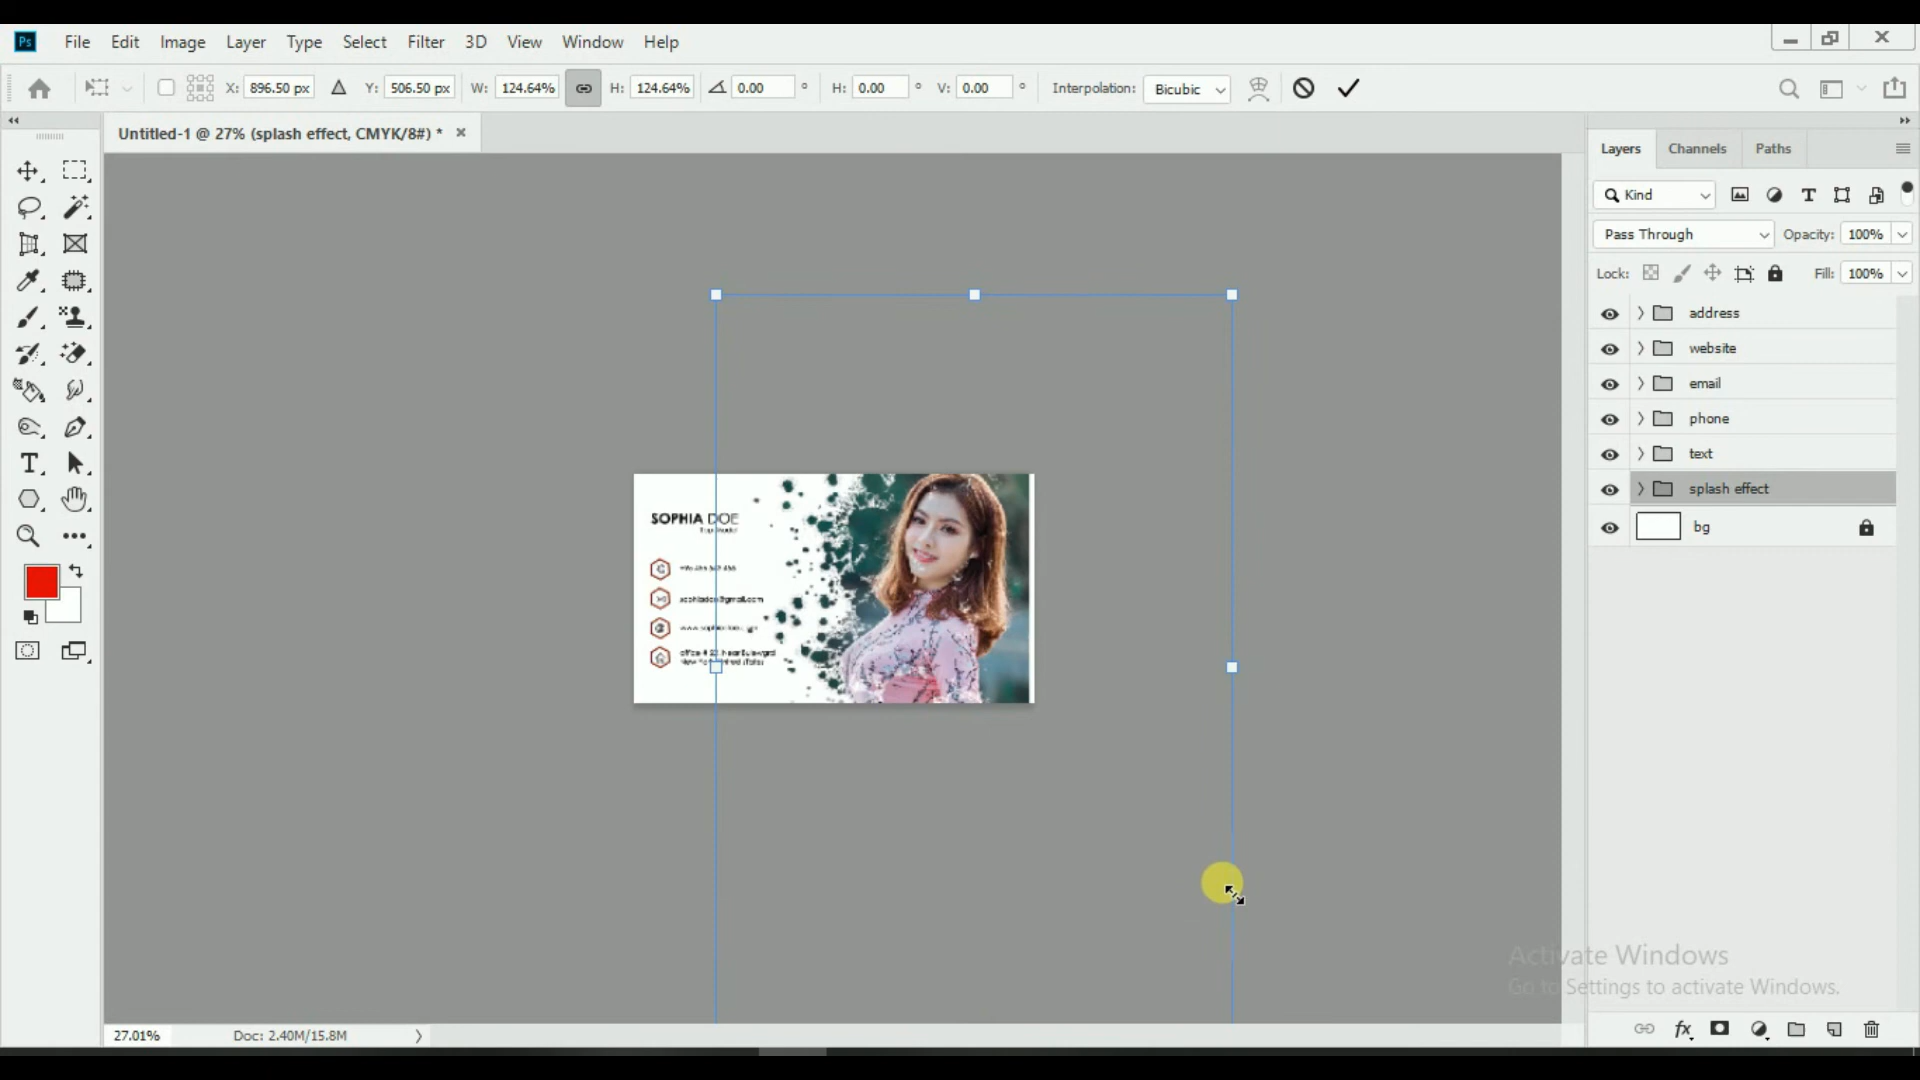 Ps File Edit Image Layer Type Select Filter 3D View Window Help
X: 896.50 px Y: 506.50 px W: 124.64% H: 124.64% 0.00 ° H: 0.00 ° V: 0.00 ° Interpolation: Bicubic
Untitled-1 @ 27% (splash effect, CMYK/8#) * ×
Layers Channels Paths
Kind
Pass Through Opacity: 100%
Lock: Fill: 100%
address
website
email
phone
text
splash effect
bg
SOPHIA DOE
Activate Windows
Go to Settings to activate Windows.
27.01% Doc: 2.40M/15.8M